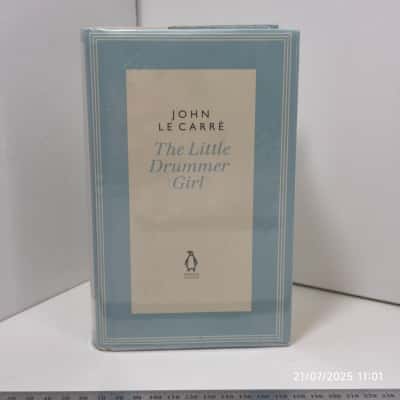 JOHN
LE CARRÉ
The Little
Drummer
Girl
21/07/2025 11:01